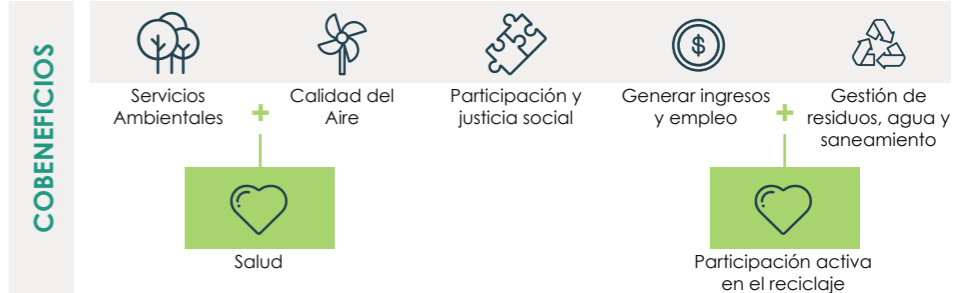 COBENEFICIOS
$
Servicios
Ambientales
+
Calidad del
Aire
Participación y
justicia social
Generar ingresos
y empleo
+
Gestión de
residuos, agua y
saneamiento
Salud
Participación activa
en el reciclaje